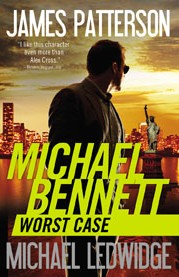 JAMES
PATTERSON
"I like this character
even more than
Alex Cross."
MICHAEL
BENNETT
WORST CASE
MICHAEL
LEDWIDGE